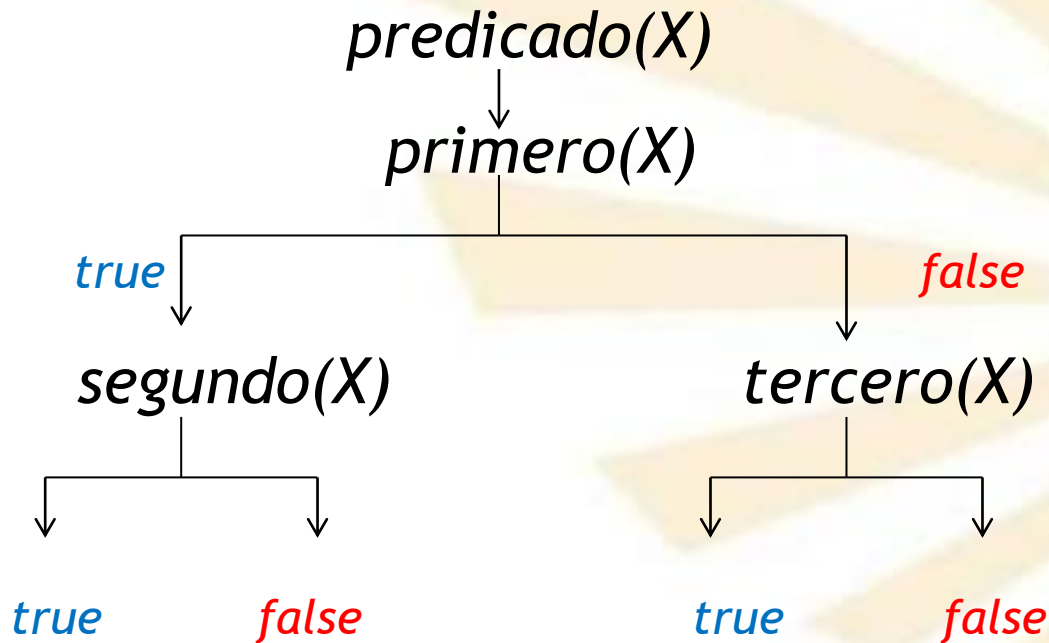 predicado(X)
primero(X)
true
false
segundo(X)
tercero(X)
true
false
true
false